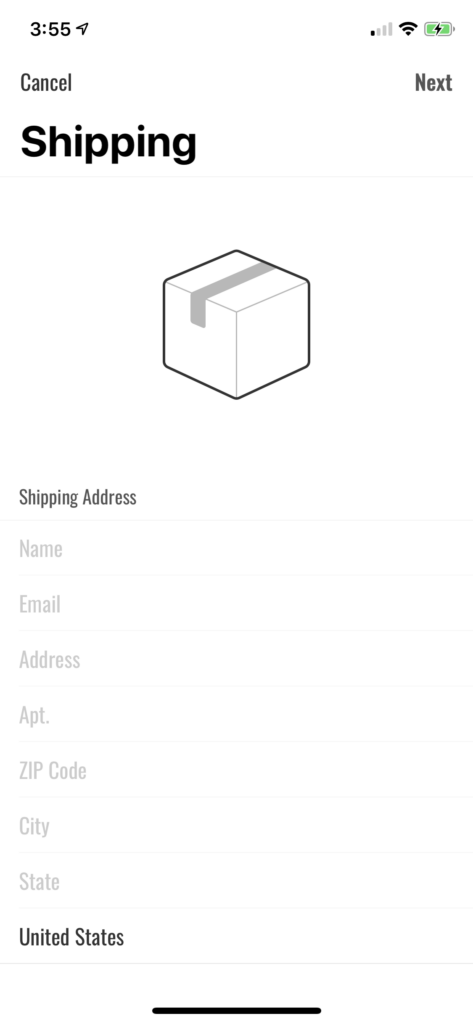 3:55
Cancel Next
Shipping
Shipping Address
Name
Email
Address
Apt.
ZIP Code
City
State
United States